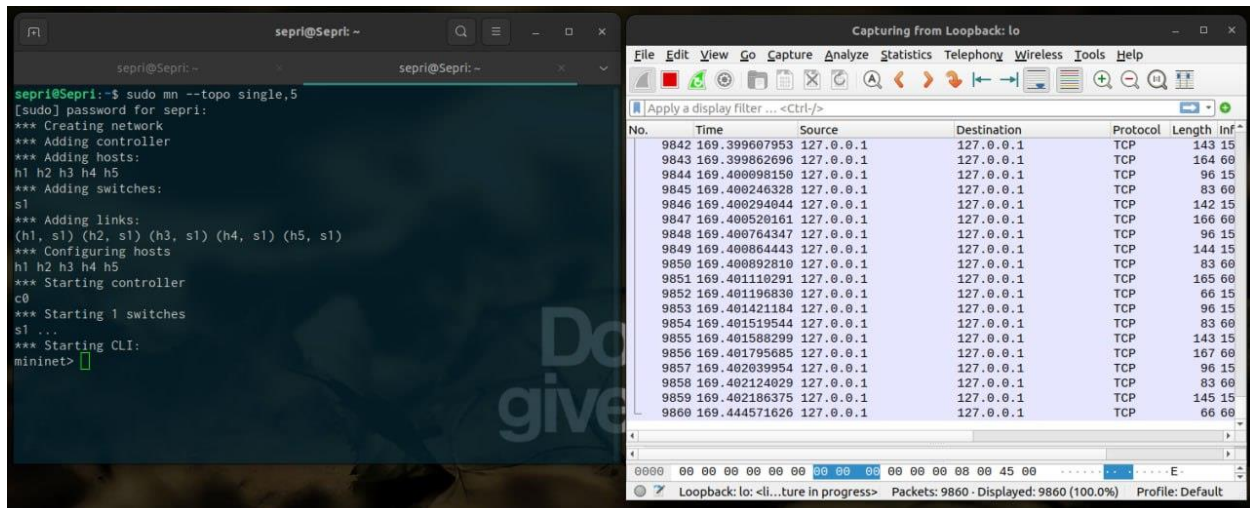 sepri@Sepri: ~
sepri@Sepri: ~
sepri@Sepri: ~
sepri@Sepri:~$ sudo mn --topo single,5
[sudo] password for sepri:
*** Creating network
*** Adding controller
*** Adding hosts:
h1 h2 h3 h4 h5
*** Adding switches:
s1
*** Adding links:
(h1, s1) (h2, s1) (h3, s1) (h4, s1) (h5, s1)
*** Configuring hosts
h1 h2 h3 h4 h5
*** Starting controller
c0
*** Starting 1 switches
s1 ...
*** Starting CLI:
mininet>
Do
give
Capturing from Loopback: lo
File Edit View Go Capture Analyze Statistics Telephony Wireless Tools Help
Apply a display filter ... <Ctrl-/>
No. Time Source Destination Protocol Length Inf
9842 169.399607953 127.0.0.1 127.0.0.1 TCP 143 15
9843 169.399862696 127.0.0.1 127.0.0.1 TCP 164 60
9844 169.400098150 127.0.0.1 127.0.0.1 TCP 96 15
9845 169.400246328 127.0.0.1 127.0.0.1 TCP 83 60
9846 169.400294044 127.0.0.1 127.0.0.1 TCP 142 15
9847 169.400520161 127.0.0.1 127.0.0.1 TCP 166 60
9848 169.400764347 127.0.0.1 127.0.0.1 TCP 96 15
9849 169.400864443 127.0.0.1 127.0.0.1 TCP 144 15
9850 169.400892810 127.0.0.1 127.0.0.1 TCP 83 60
9851 169.401110291 127.0.0.1 127.0.0.1 TCP 165 60
9852 169.401196830 127.0.0.1 127.0.0.1 TCP 66 15
9853 169.401421184 127.0.0.1 127.0.0.1 TCP 96 15
9854 169.401519544 127.0.0.1 127.0.0.1 TCP 83 60
9855 169.401588299 127.0.0.1 127.0.0.1 TCP 143 15
9856 169.401795685 127.0.0.1 127.0.0.1 TCP 167 60
9857 169.402039954 127.0.0.1 127.0.0.1 TCP 96 15
9858 169.402124029 127.0.0.1 127.0.0.1 TCP 83 60
9859 169.402186375 127.0.0.1 127.0.0.1 TCP 145 15
9860 169.444571626 127.0.0.1 127.0.0.1 TCP 66 60
0000 00 00 00 00 00 00 00 00 00 00 00 00 08 00 45 00 ······ ·· ·····E·
Loopback: lo: <li...ture in progress> Packets: 9860 · Displayed: 9860 (100.0%) Profile: Default